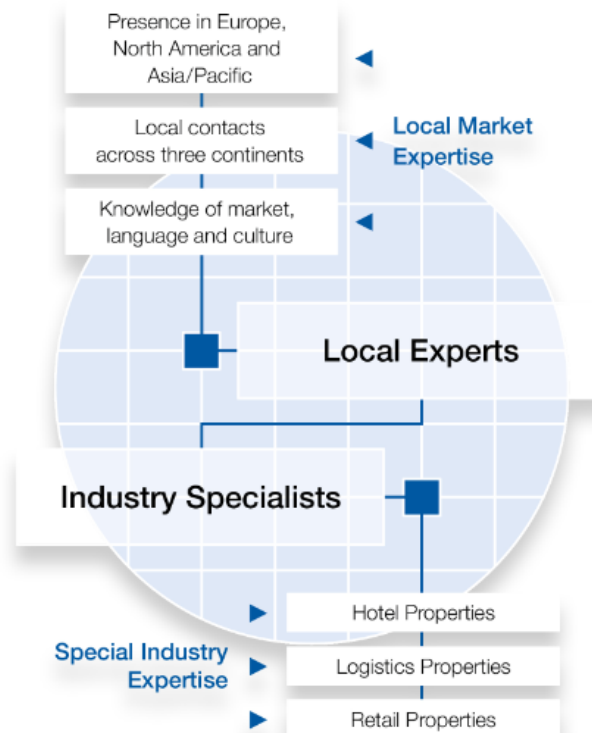 Presence in Europe,
North America and
Asia/Pacific
Local contacts
across three continents
Local Market
Expertise
Knowledge of market,
language and culture
Local Experts
Industry Specialists
Hotel Properties
Special Industry
Expertise
Logistics Properties
Retail Properties